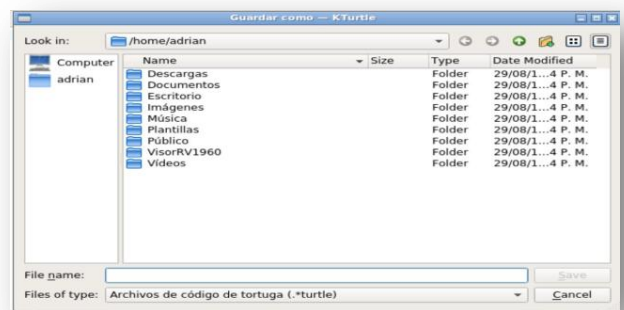 Guardar como — KTurtle
Look in: /home/adrian
Computer
adrian
Name Size Type Date Modified
Descargas Folder 29/08/1...4 P. M.
Documentos Folder 29/08/1...4 P. M.
Escritorio Folder 29/08/1...4 P. M.
Imágenes Folder 29/08/1...4 P. M.
Música Folder 29/08/1...4 P. M.
Plantillas Folder 29/08/1...4 P. M.
Público Folder 29/08/1...4 P. M.
VisorRV1960 Folder 29/08/1...4 P. M.
Vídeos Folder 29/08/1...4 P. M.
File name: Save
Files of type: Archivos de código de tortuga (.*turtle) Cancel